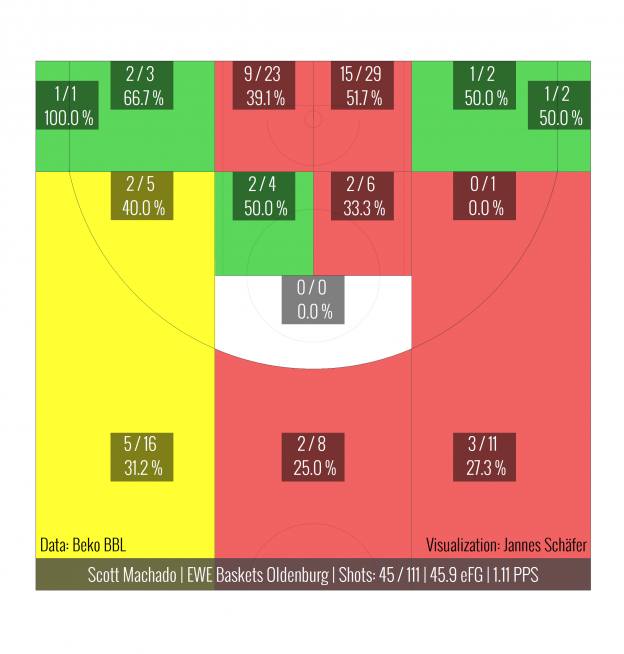 2 / 3
66.7 %
9 / 23
39.1 %
15 / 29
51.7 %
1 / 2
50.0 %
1 / 1
100.0 %
1 / 2
50.0 %
2 / 5
40.0 %
2 / 4
50.0 %
2 / 6
33.3 %
0 / 1
0.0 %
0 / 0
0.0 %
5 / 16
31.2 %
2 / 8
25.0 %
3 / 11
27.3 %
Data: Beko BBL
Visualization: Jannes Schäfer
Scott Machado | EWE Baskets Oldenburg | Shots: 45 / 111 | 45.9 eFG | 1.11 PPS